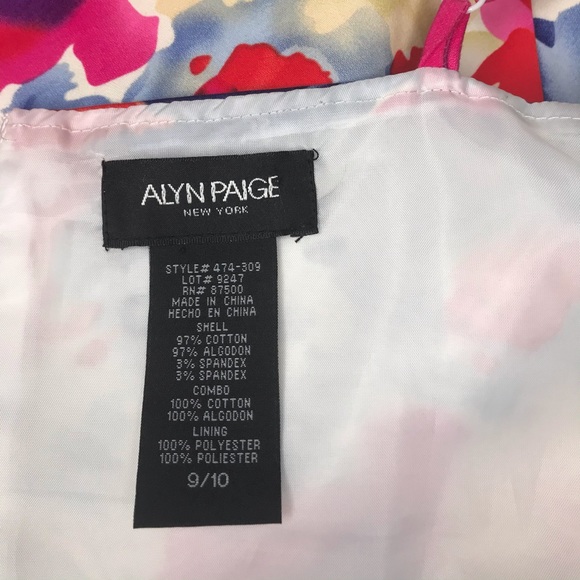 ALYN PAIGE
NEW YORK
STYLE# 474-309
LOT# 9247
RN# 87500
MADE IN CHINA
HECHO EN CHINA
SHELL
97% COTTON
97% ALGODON
3% SPANDEX
3% SPANDEX
COMBO
100% COTTON
100% ALGODON
LINING
100% POLYESTER
100% POLIESTER
9/10